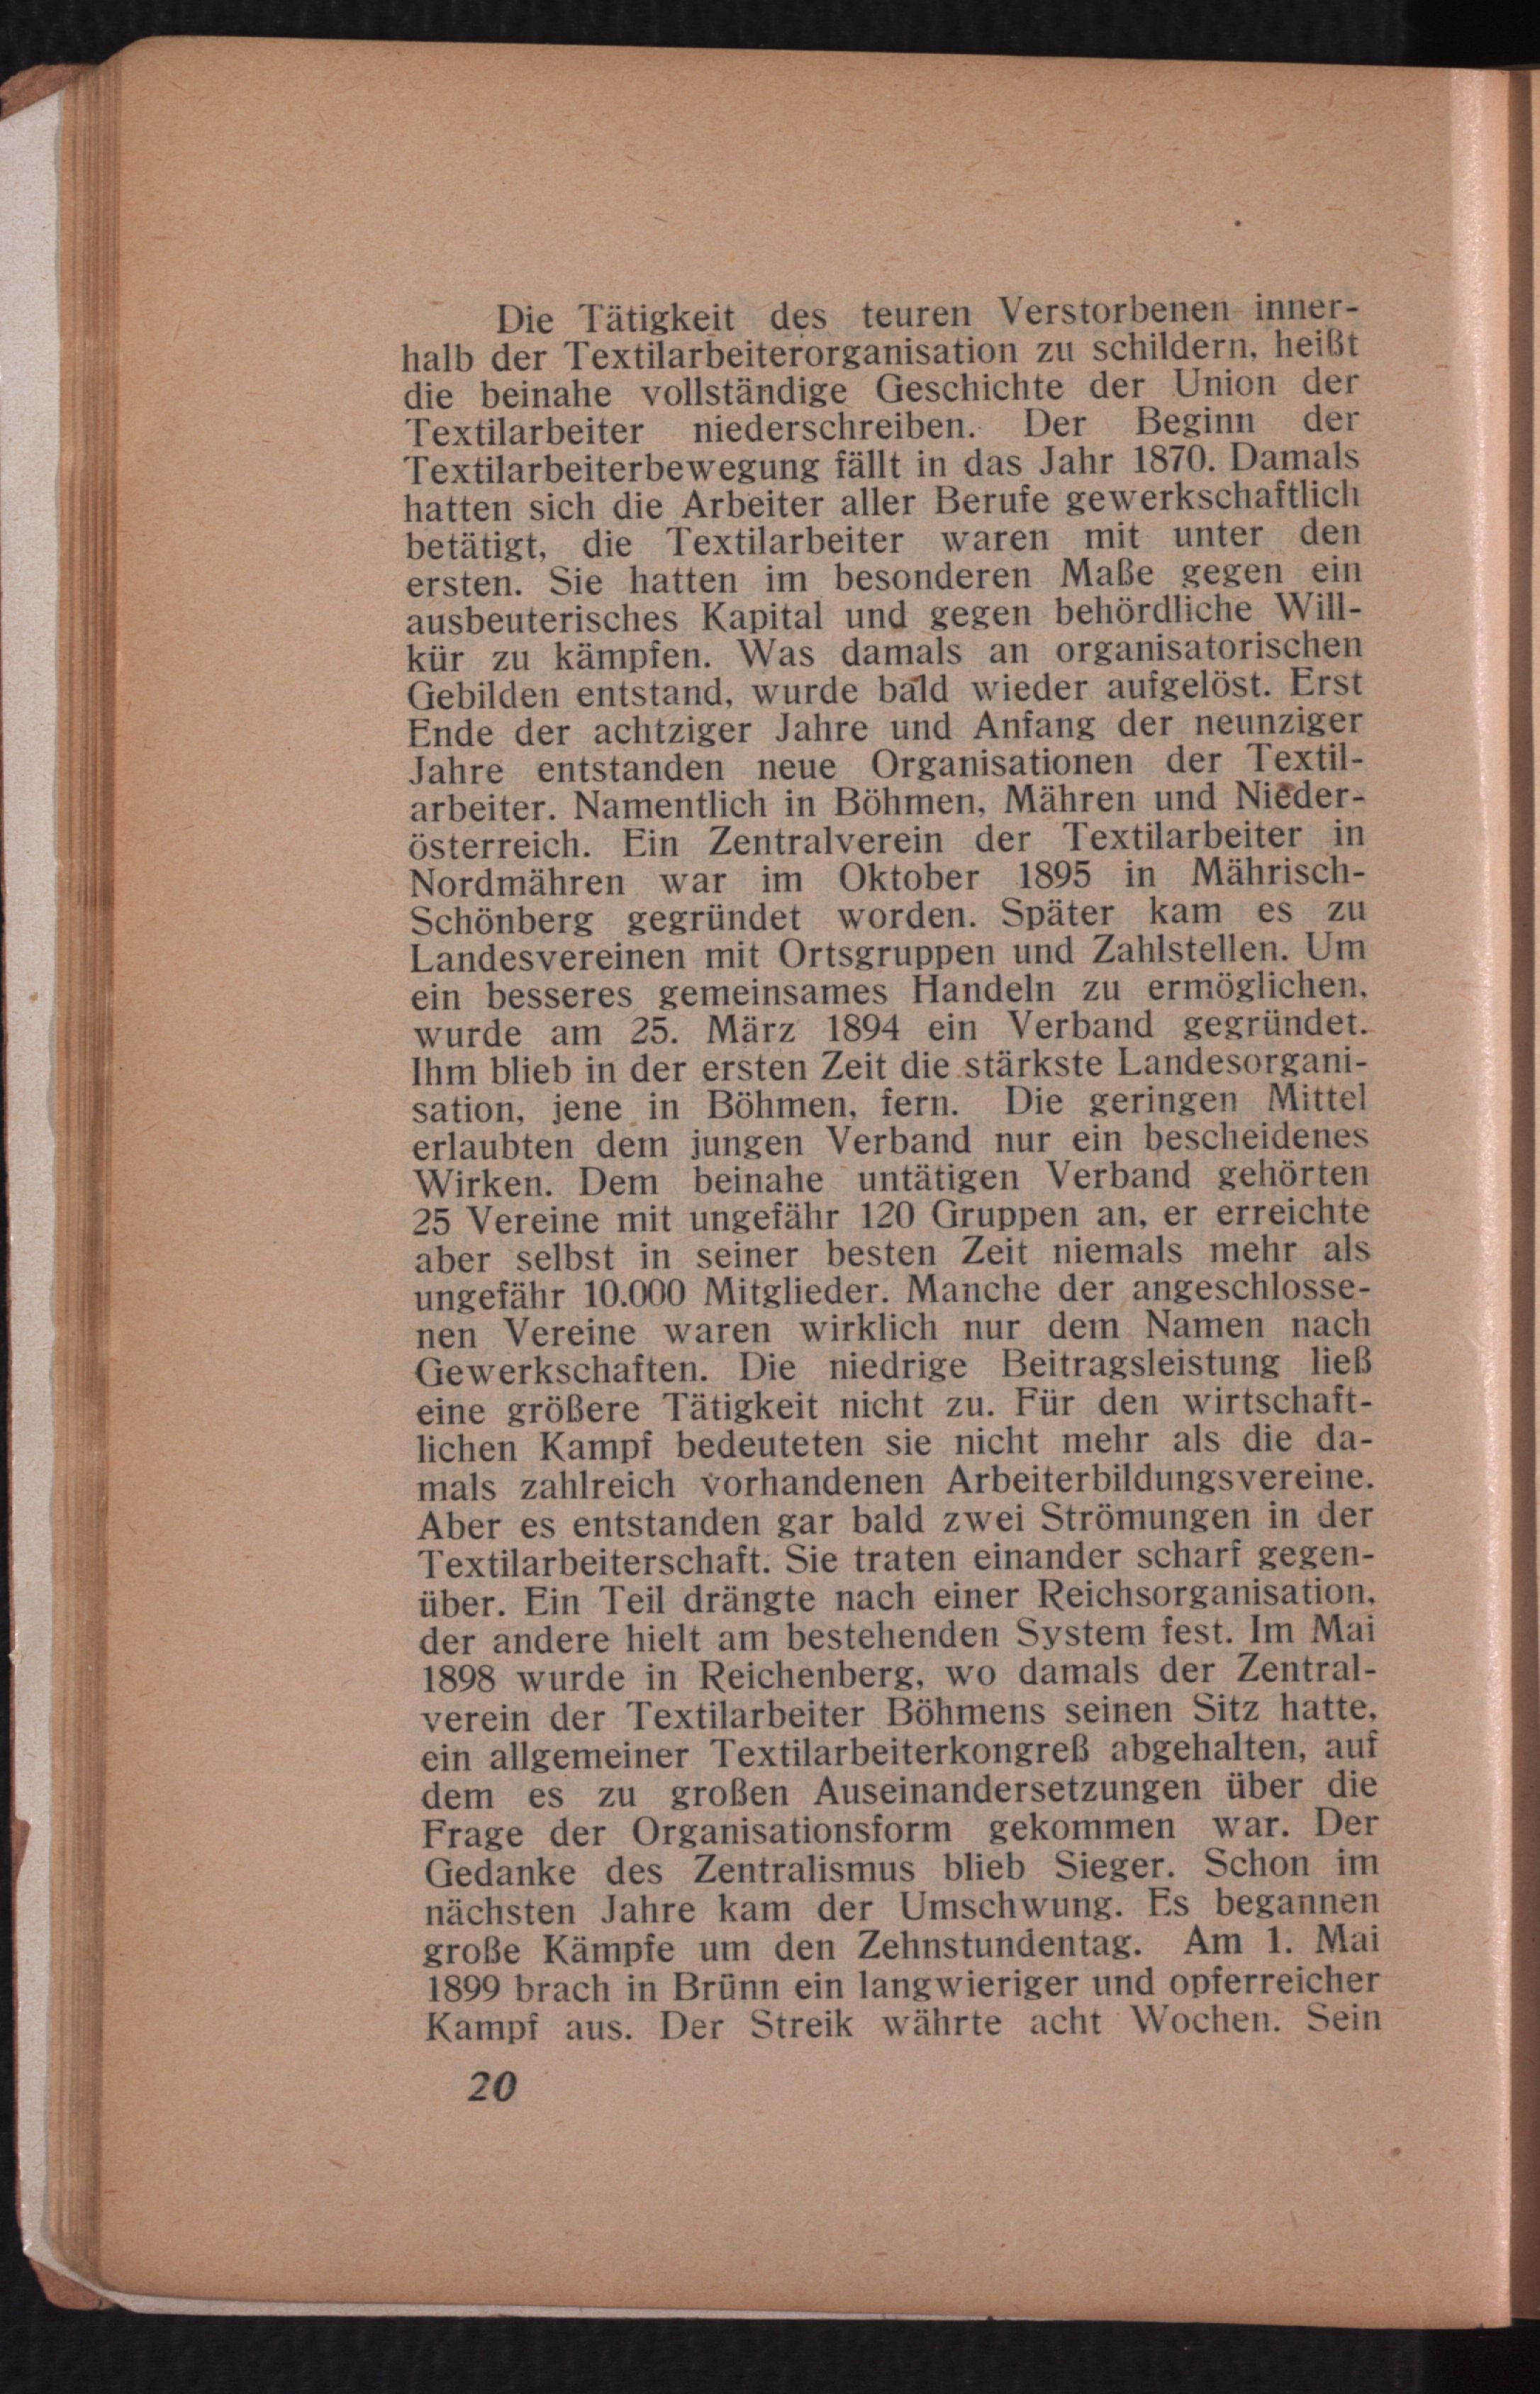 Die Tätigkeit des teuren Verstorbenen inner-
halb der Textilarbeiterorganisation zu schildern, heißt
die beinahe vollständige Geschichte der Union der
Textilarbeiter niederschreiben. Der Beginn der
Textilarbeiterbewegung fällt in das Jahr 1870. Damals
hatten sich die Arbeiter aller Berufe gewerkschaftlich
betätigt, die Textilarbeiter waren mit unter den
ersten. Sie hatten im besonderen Maße gegen ein
ausbeuterisches Kapital und gegen behördliche Will-
kür zu kämpfen. Was damals an organisatorischen
Gebilden entstand, wurde bald wieder aufgelöst. Erst
Ende der achtziger Jahre und Anfang der neunziger
Jahre entstanden neue Organisationen der Textil-
arbeiter. Namentlich in Böhmen, Mähren und Nieder-
österreich. Ein Zentralverein der Textilarbeiter in
Nordmähren war im Oktober 1895 in Mährisch-
Schönberg gegründet worden. Später kam es zu
Landesvereinen mit Ortsgruppen und Zahlstellen. Um
ein besseres gemeinsames Handeln zu ermöglichen,
wurde am 25. März 1894 ein Verband gegründet.
Ihm blieb in der ersten Zeit die stärkste Landesorgani-
sation, jene in Böhmen, fern. Die geringen Mittel
erlaubten dem jungen Verband nur ein bescheidenes
Wirken. Dem beinahe untätigen Verband gehörten
25 Vereine mit ungefähr 120 Gruppen an, er erreichte
aber selbst in seiner besten Zeit niemals mehr als
ungefähr 10.000 Mitglieder. Manche der angeschlosse-
nen Vereine waren wirklich nur dem Namen nach
Gewerkschaften. Die niedrige Beitragsleistung ließ
eine größere Tätigkeit nicht zu. Für den wirtschaft-
lichen Kampf bedeuteten sie nicht mehr als die da-
mals zahlreich vorhandenen Arbeiterbildungsvereine.
Aber es entstanden gar bald zwei Strömungen in der
Textilarbeiterschaft. Sie traten einander scharf gegen-
über. Ein Teil drängte nach einer Reichsorganisation,
der andere hielt am bestehenden System fest. Im Mai
1898 wurde in Reichenberg, wo damals der Zentral-
verein der Textilarbeiter Böhmens seinen Sitz hatte,
ein allgemeiner Textilarbeiterkongreß abgehalten, auf
dem es zu großen Auseinandersetzungen über die
Frage der Organisationsform gekommen war. Der
Gedanke des Zentralismus blieb Sieger. Schon im
nächsten Jahre kam der Umschwung. Es begannen
große Kämpfe um den Zehnstundentag. Am 1. Mai
1899 brach in Brünn ein langwieriger und opferreicher
Kampf aus. Der Streik währte acht Wochen. Sein
20